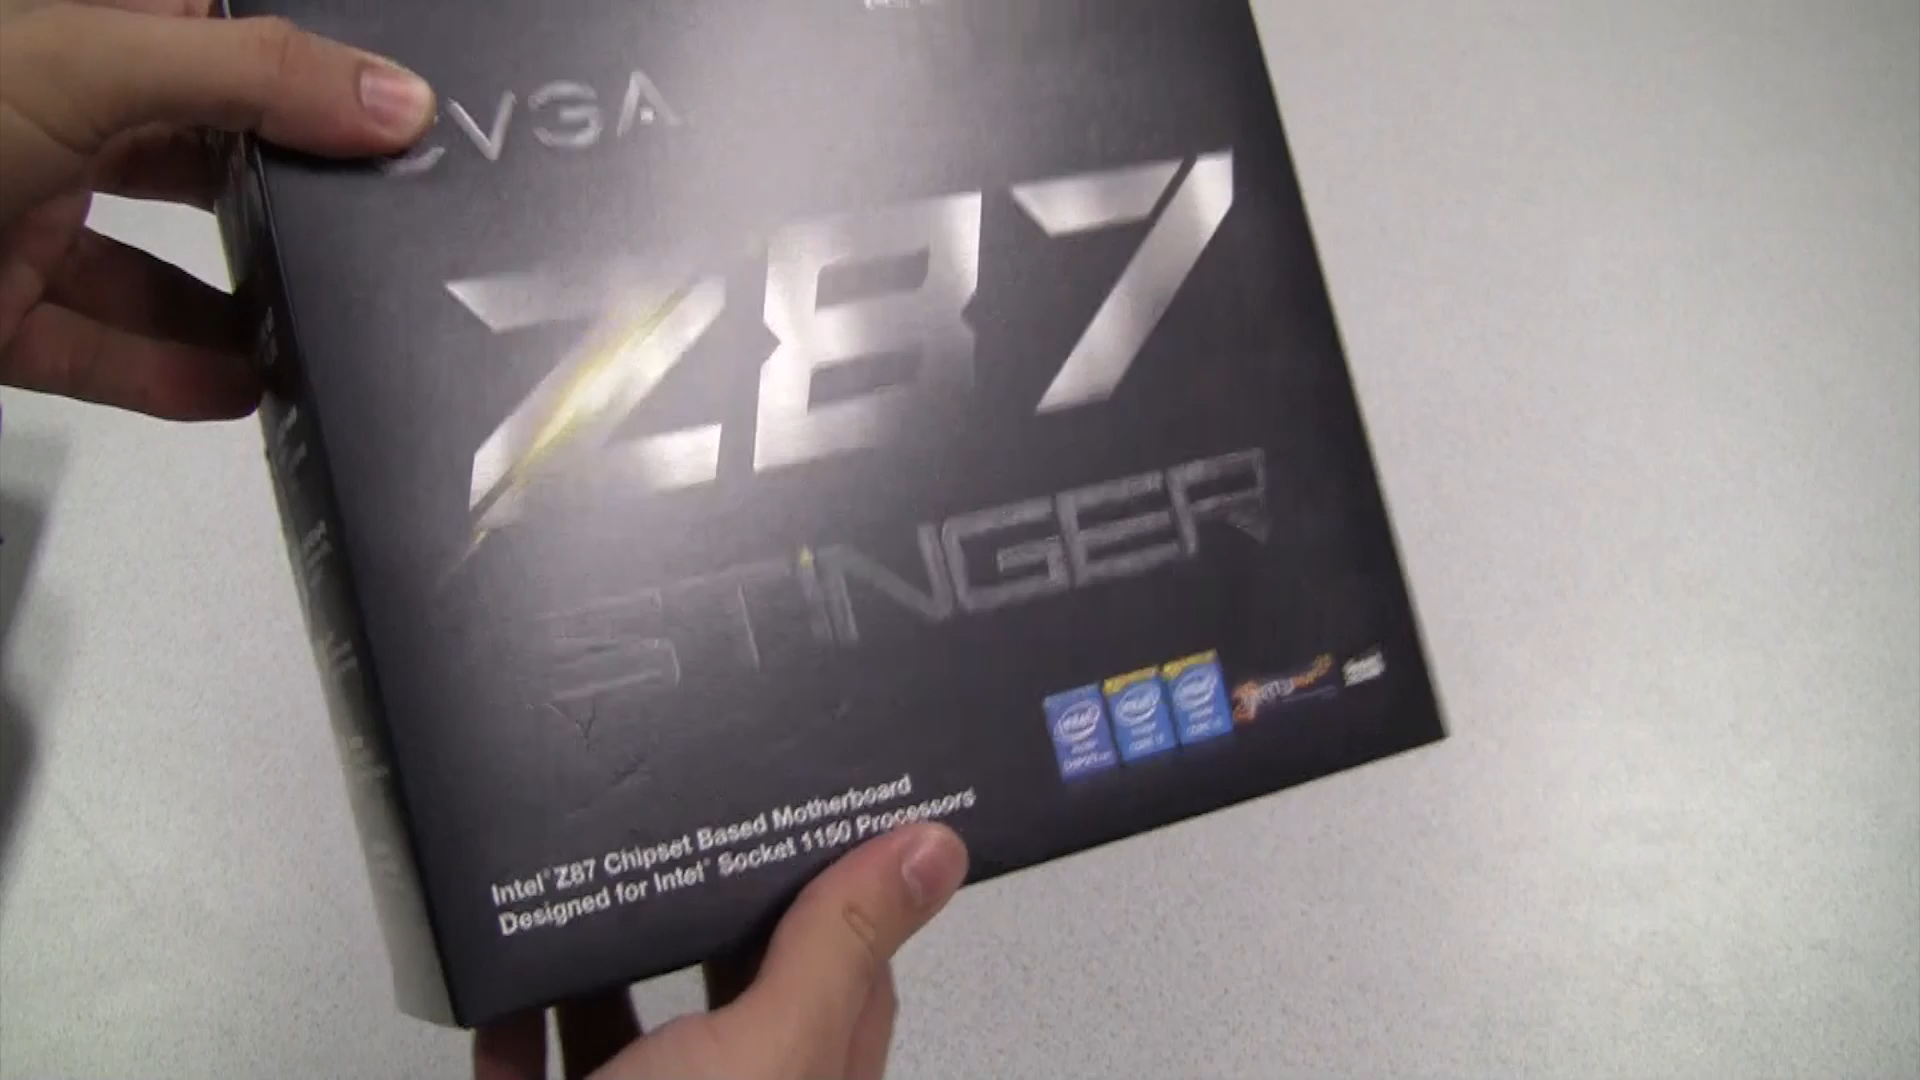 EVGA
Z87
STINGER
Intel® Z87 Chipset Based Motherboard
Designed for Intel® Socket 1150 Processors